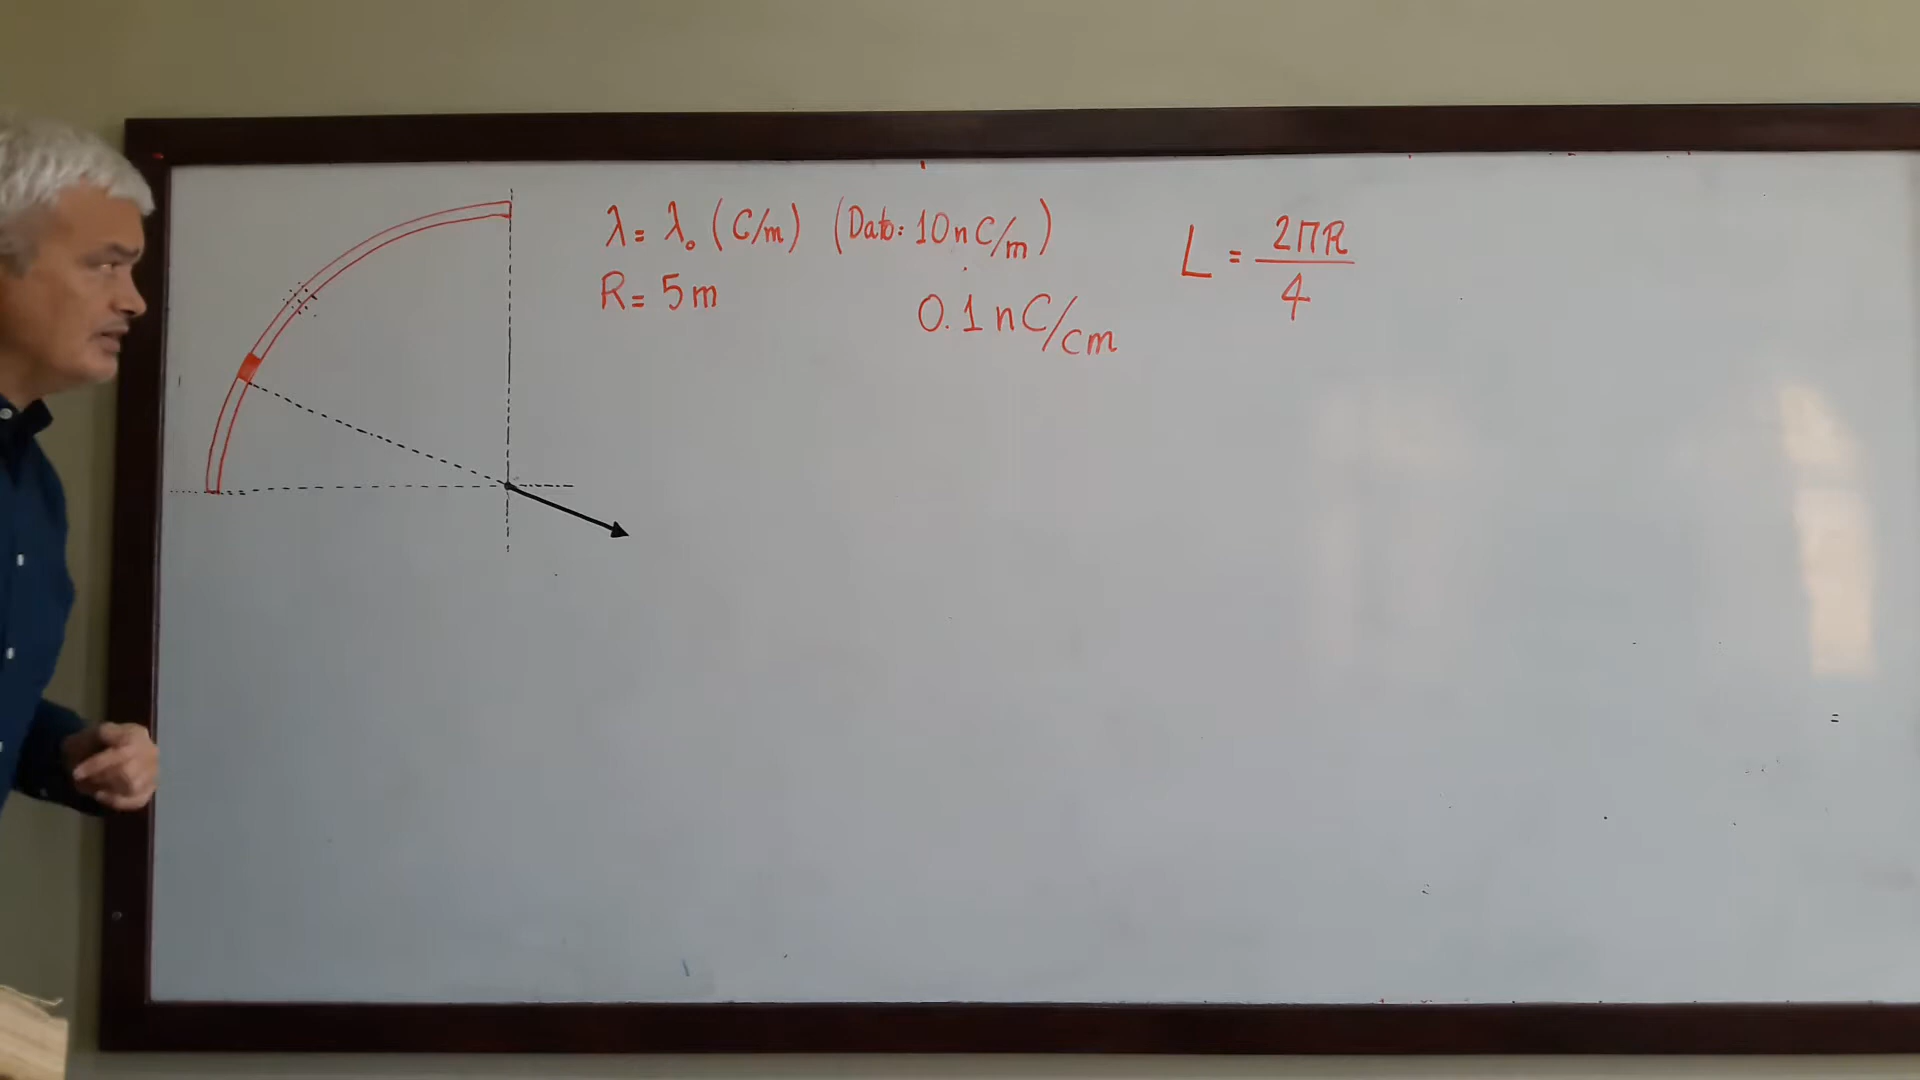 λ = λ₀ (C/m) (Dato: 10 nC/m)
R = 5 m
0.1 nC/cm
L = 2πR/4
=